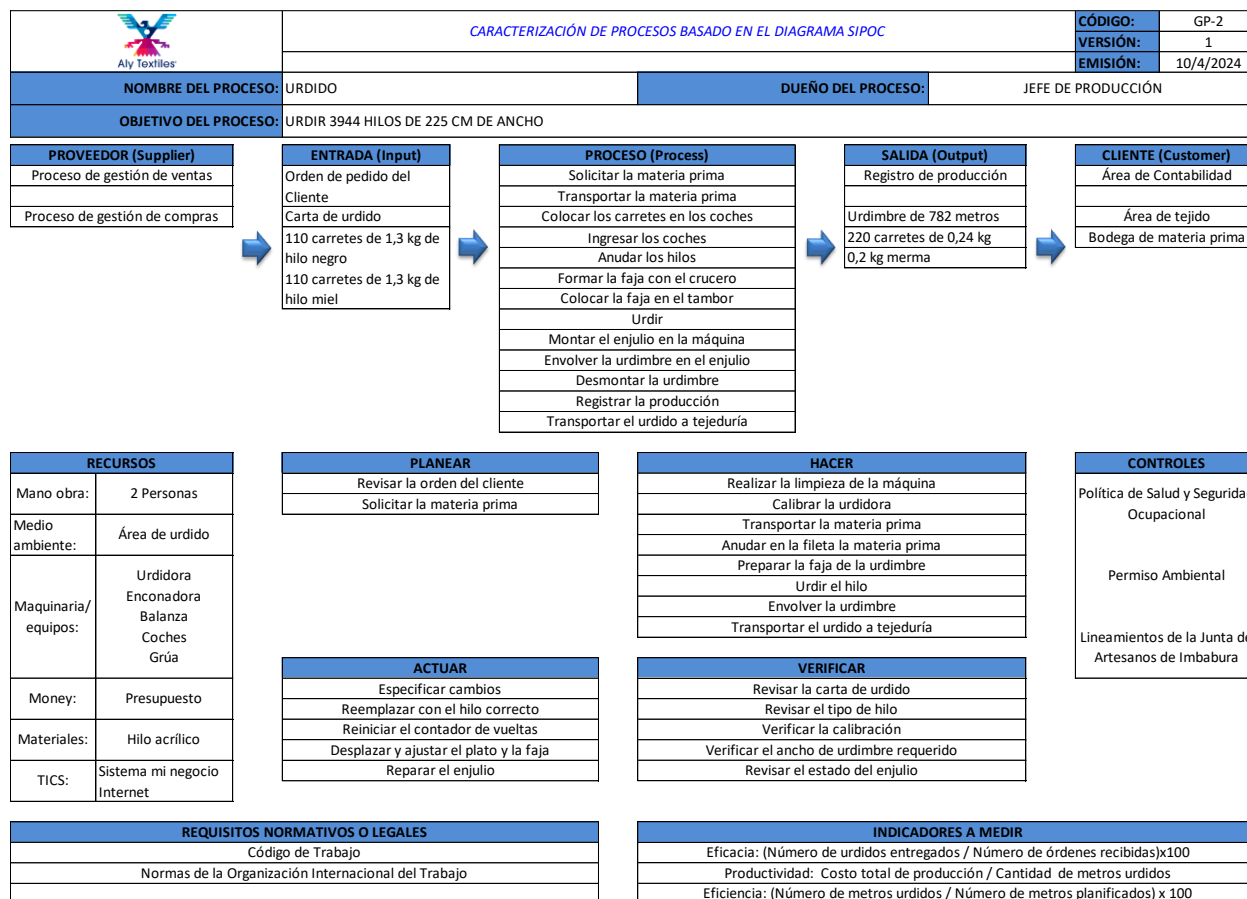 Aly Textiles
CARACTERIZACIÓN DE PROCESOS BASADO EN EL DIAGRAMA SIPOC
CÓDIGO: GP-2
VERSIÓN: 1
EMISIÓN: 10/4/2024
NOMBRE DEL PROCESO: URDIDO
DUEÑO DEL PROCESO: JEFE DE PRODUCCIÓN
OBJETIVO DEL PROCESO: URDIR 3944 HILOS DE 225 CM DE ANCHO
PROVEEDOR (Supplier)
Proceso de gestión de ventas
Proceso de gestión de compras
ENTRADA (Input)
Orden de pedido del
Cliente
Carta de urdido
110 carretes de 1,3 kg de
hilo negro
110 carretes de 1,3 kg de
hilo miel
PROCESO (Process)
Solicitar la materia prima
Transportar la materia prima
Colocar los carretes en los coches
Ingresar los coches
Anudar los hilos
Formar la faja con el crucero
Colocar la faja en el tambor
Urdir
Montar el enjulio en la máquina
Envolver la urdimbre en el enjulio
Desmontar la urdimbre
Registrar la producción
Transportar el urdido a tejeduría
SALIDA (Output)
Registro de producción
Urdimbre de 782 metros
220 carretes de 0,24 kg
0,2 kg merma
CLIENTE (Customer)
Área de Contabilidad
Área de tejido
Bodega de materia prima
RECURSOS
Mano obra: 2 Personas
Medio
ambiente:
Área de urdido
Maquinaria/
equipos:
Urdidora
Enconadora
Balanza
Coches
Grúa
Money: Presupuesto
Materiales: Hilo acrílico
TICS:
Sistema mi negocio
Internet
PLANEAR
Revisar la orden del cliente
Solicitar la materia prima
HACER
Realizar la limpieza de la máquina
Calibrar la urdidora
Transportar la materia prima
Anudar en la fileta la materia prima
Preparar la faja de la urdimbre
Urdir el hilo
Envolver la urdimbre
Transportar el urdido a tejeduría
CONTROLES
Política de Salud y Segurida
Ocupacional
Permiso Ambiental
Lineamientos de la Junta de
Artesanos de Imbabura
ACTUAR
Especificar cambios
Reemplazar con el hilo correcto
Reiniciar el contador de vueltas
Desplazar y ajustar el plato y la faja
Reparar el enjulio
VERIFICAR
Revisar la carta de urdido
Revisar el tipo de hilo
Verificar la calibración
Verificar el ancho de urdimbre requerido
Revisar el estado del enjulio
REQUISITOS NORMATIVOS O LEGALES
Código de Trabajo
Normas de la Organización Internacional del Trabajo
INDICADORES A MEDIR
Eficacia: (Número de urdidos entregados / Número de órdenes recibidas)x100
Productividad: Costo total de producción / Cantidad de metros urdidos
Eficiencia: (Número de metros urdidos / Número de metros planificados) x 100